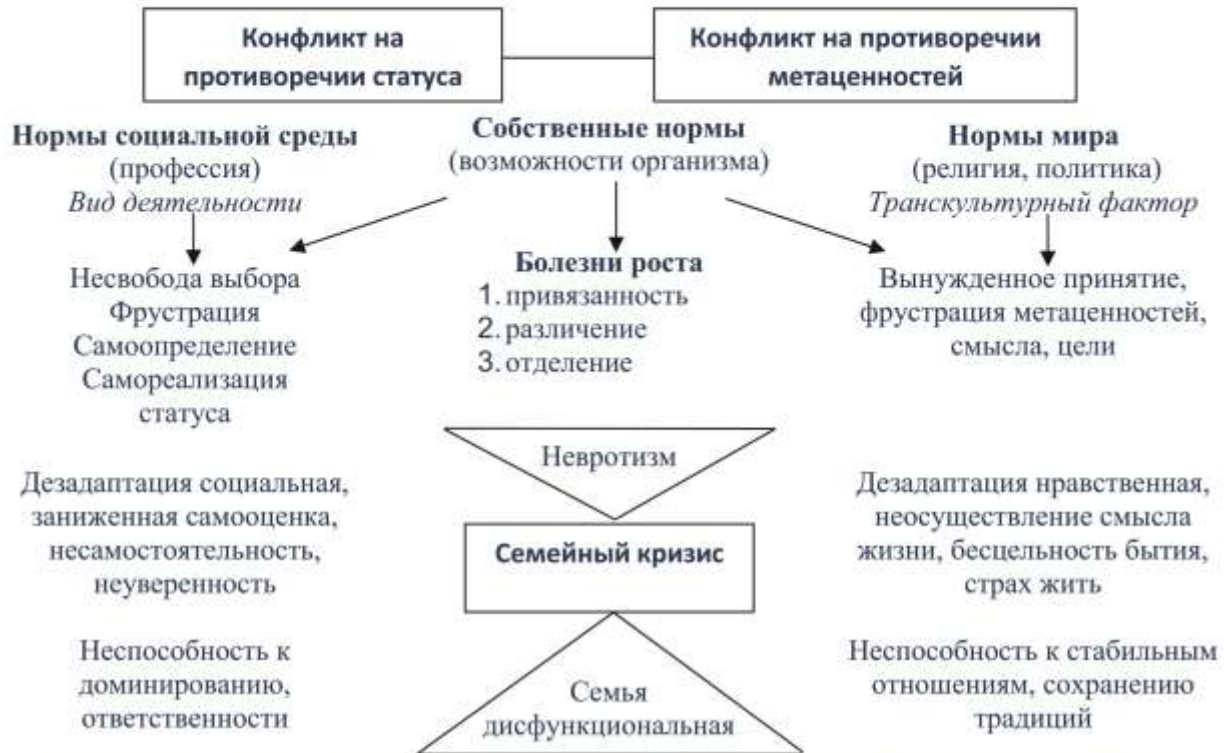 Конфликт на
противоречии статуса
Конфликт на противоречии
метаценностей
Нормы социальной среды
(профессия)
Вид деятельности
Собственные нормы
(возможности организма)
Нормы мира
(религия, политика)
Транскультурный фактор
Несвобода выбора
Фрустрация
Самоопределение
Самореализация
статуса
Болезни роста
1. привязанность
2. различение
3. отделение
Вынужденное принятие,
фрустрация метаценностей,
смысла, цели
Невротизм
Дезадаптация социальная,
заниженная самооценка,
несамостоятельность,
неуверенность
Семейный кризис
Дезадаптация нравственная,
неосуществление смысла
жизни, бесцельность бытия,
страх жить
Неспособность к
доминированию,
ответственности
Семья
дисфункциональная
Неспособность к стабильным
отношениям, сохранению
традиций